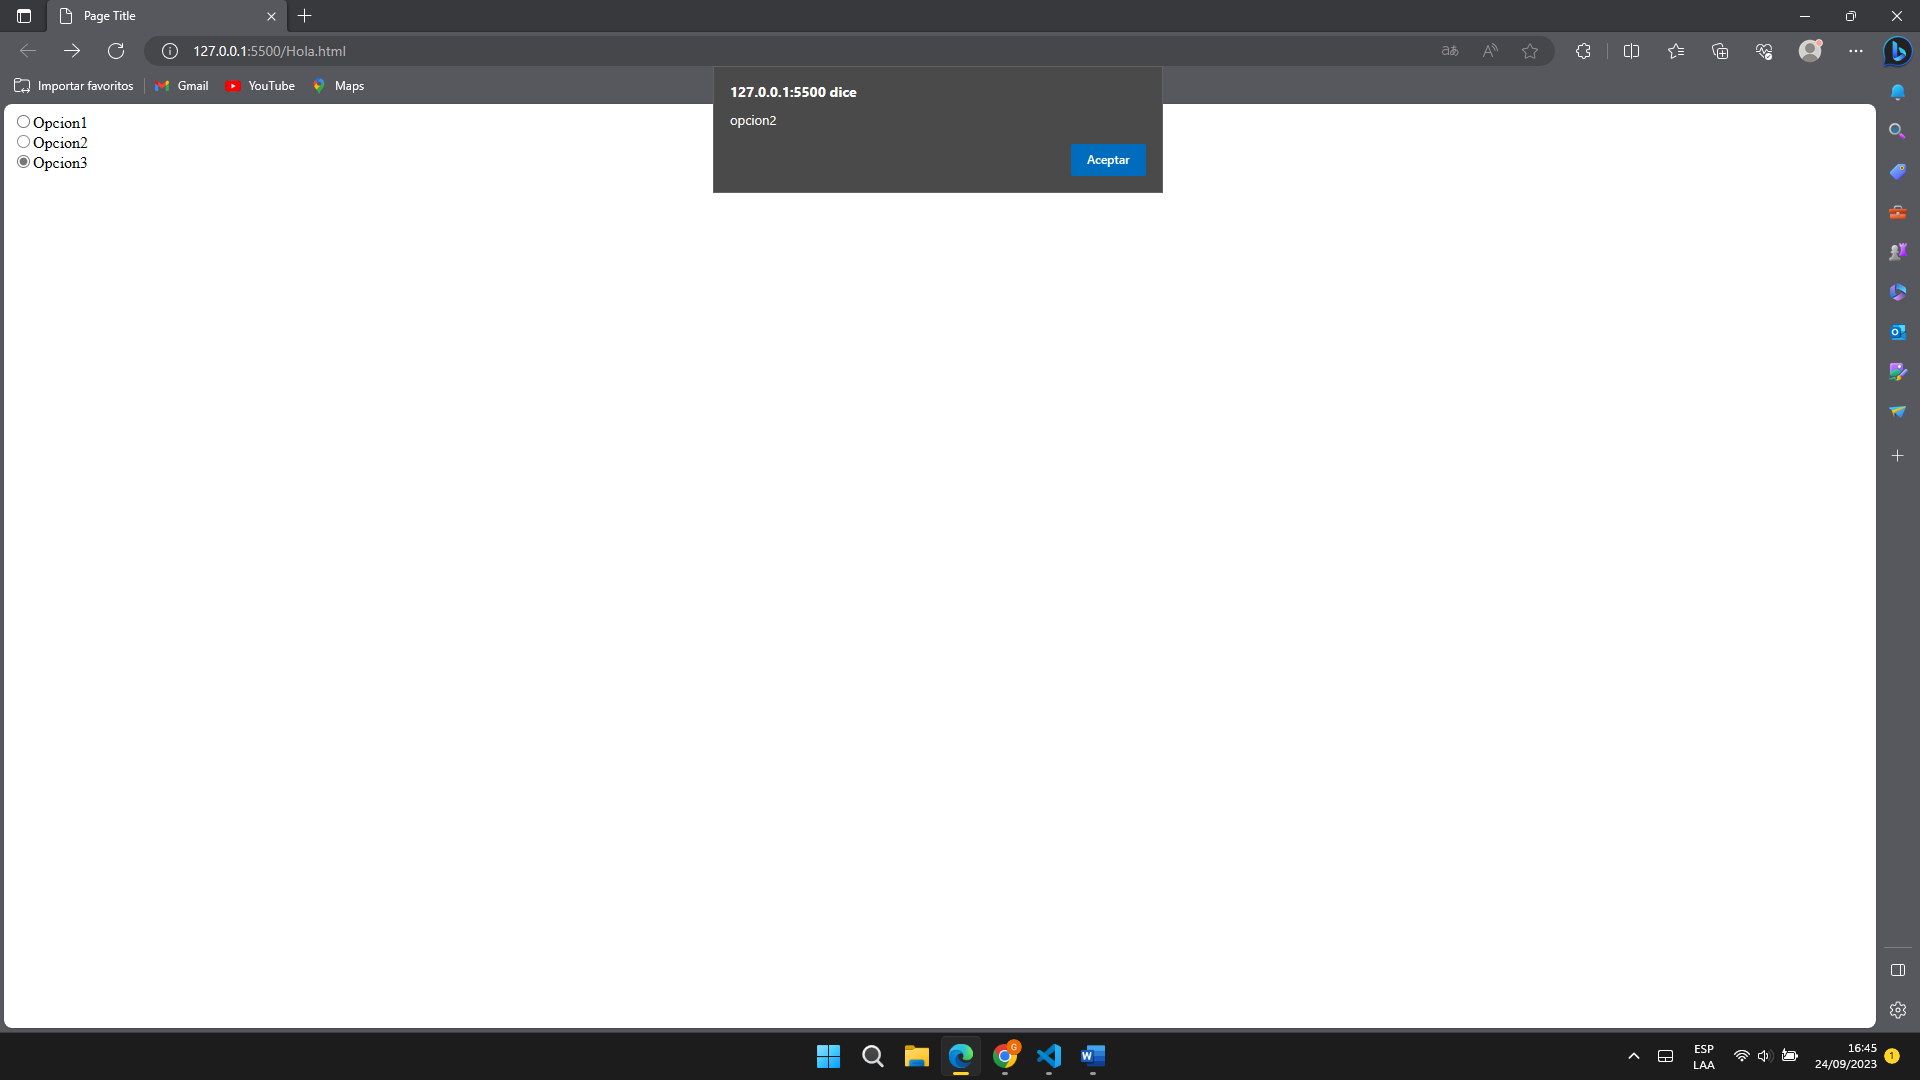 Page Title
127.0.0.1:5500/Hola.html
Importar favoritos
Gmail
YouTube
Maps
127.0.0.1:5500 dice
opcion2
Aceptar
Opcion1
Opcion2
Opcion3
ESP
LAA
16:45
24/09/2023
1